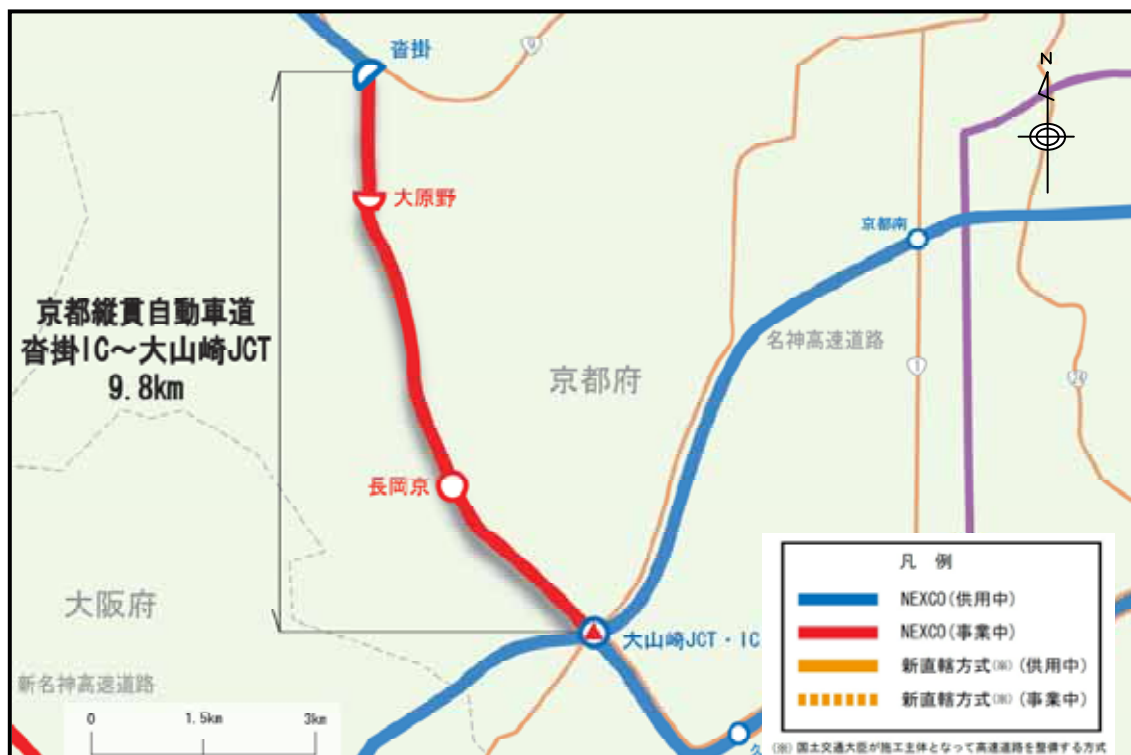 沓掛
9
N
大原野
京都南
京都縦貫自動車道
沓掛IC～大山崎JCT
9.8km
名神高速道路
京都府
1
24
長岡京
大阪府
大山崎JCT・IC
新名神高速道路
0 1.5km 3km
久
凡 例
NEXCO(供用中)
NEXCO(事業中)
新直轄方式(※)(供用中)
新直轄方式(※)(事業中)
(※) 国土交通大臣が施工主体となって高速道路を整備する方式